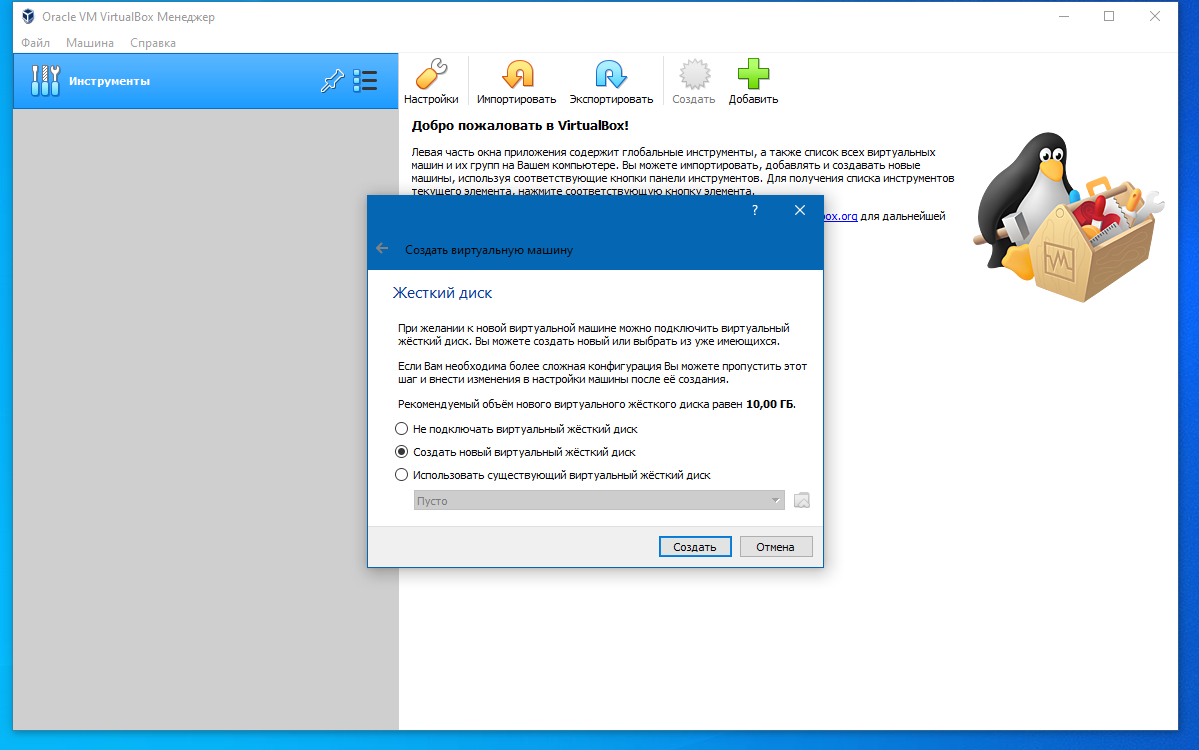 Oracle VM VirtualBox Менеджер
Файл Машина Справка
Инструменты
Настройки Импортировать Экспортировать Создать Добавить
Добро пожаловать в VirtualBox!
Левая часть окна приложения содержит глобальные инструменты, а также список всех виртуальных
машин и их групп на Вашем компьютере. Вы можете импортировать, добавлять и создавать новые
машины, используя соответствующие кнопки панели инструментов. Для получения списка инструментов
текущего элемента, нажмите соответствующую кнопку элемента.
box.org для дальнейшей
?
Создать виртуальную машину
Жесткий диск
При желании к новой виртуальной машине можно подключить виртуальный
жёсткий диск. Вы можете создать новый или выбрать из уже имеющихся.
Если Вам необходима более сложная конфигурация Вы можете пропустить этот
шаг и внести изменения в настройки машины после её создания.
Рекомендуемый объём нового виртуального жёсткого диска равен 10,00 ГБ.
Не подключать виртуальный жёсткий диск
Создать новый виртуальный жёсткий диск
Использовать существующий виртуальный жёсткий диск
Пусто
Создать Отмена